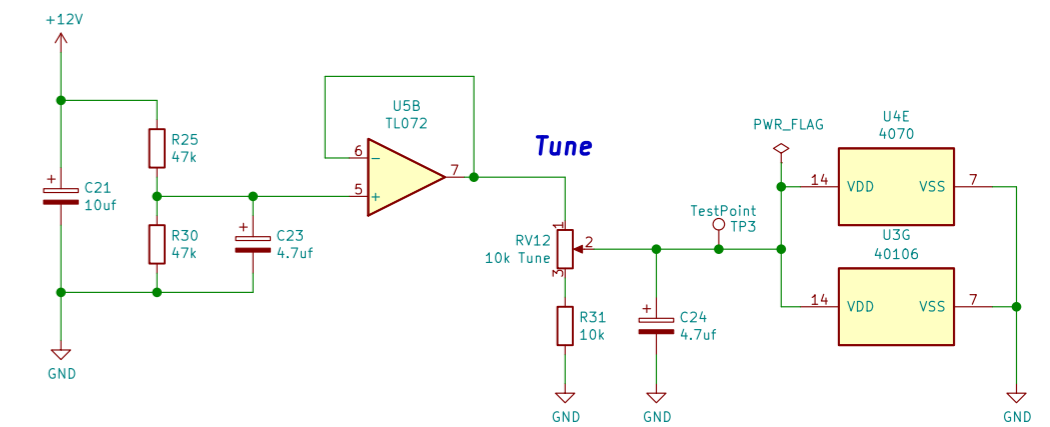 +12V
U5B
TL072
U4E
4070
PWR_FLAG
Tune
R25
47k
6
−
7
5
+
14
VDD
VSS
7
+
C21
10uf
TestPoint
TP3
R30
47k
+
C23
4.7uf
1
RV12
10k Tune
2
3
U3G
40106
R31
10k
+
C24
4.7uf
14
VDD
VSS
7
GND
GND
GND
GND